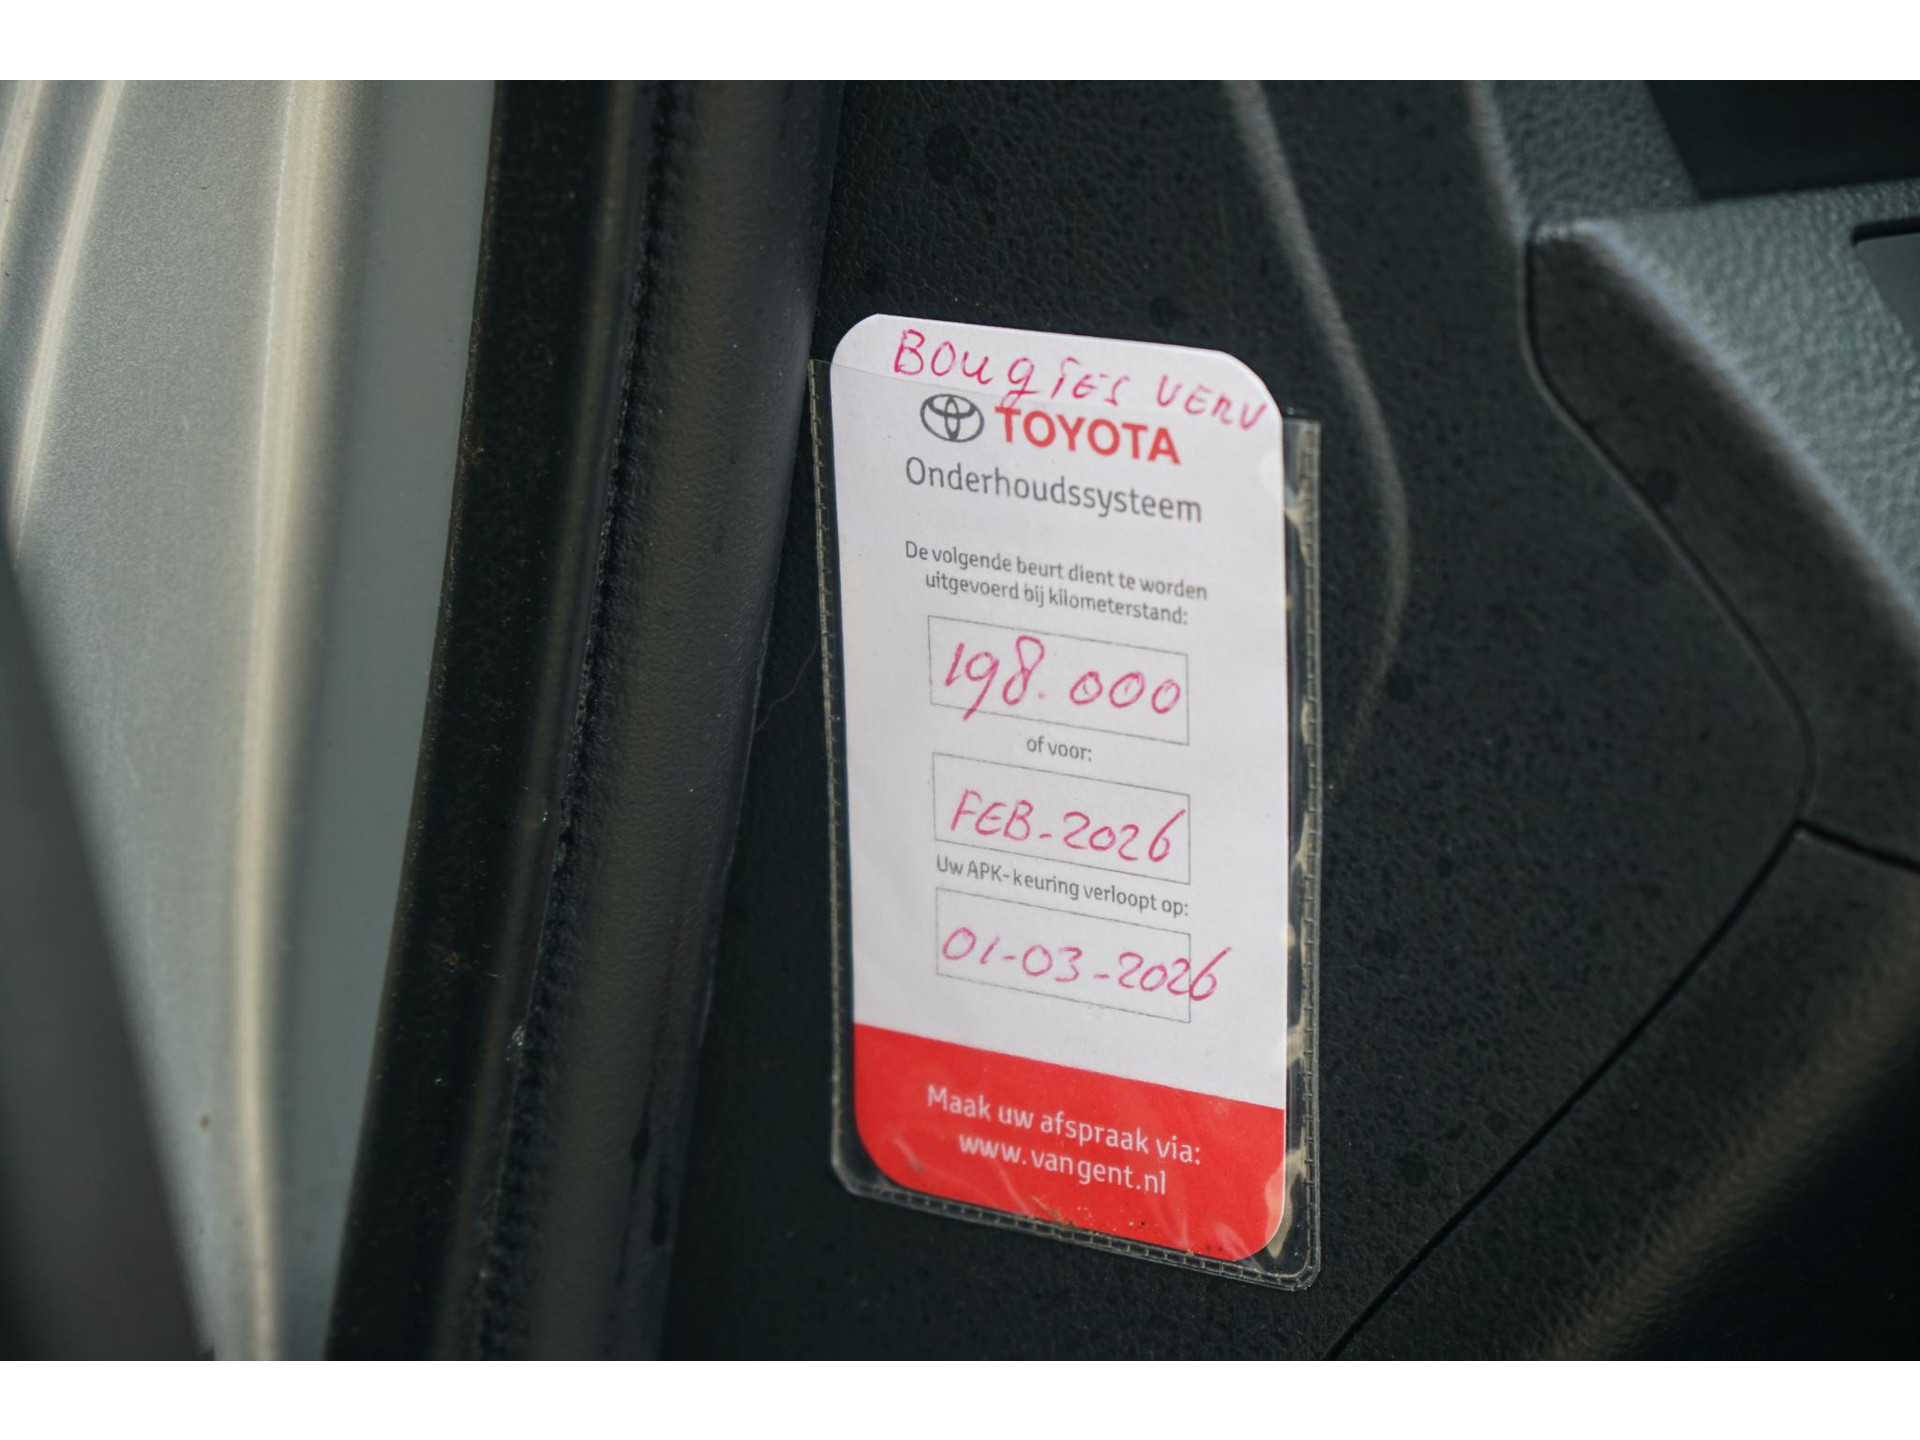 BOUGIES VERV
TOYOTA
Onderhoudssysteem
De volgende beurt dient te worden
uitgevoerd bij kilometerstand:
198.000
of voor:
FEB-2026
Uw APK-keuring verloopt op:
01-03-2026
Maak uw afspraak via:
www.vangent.nl